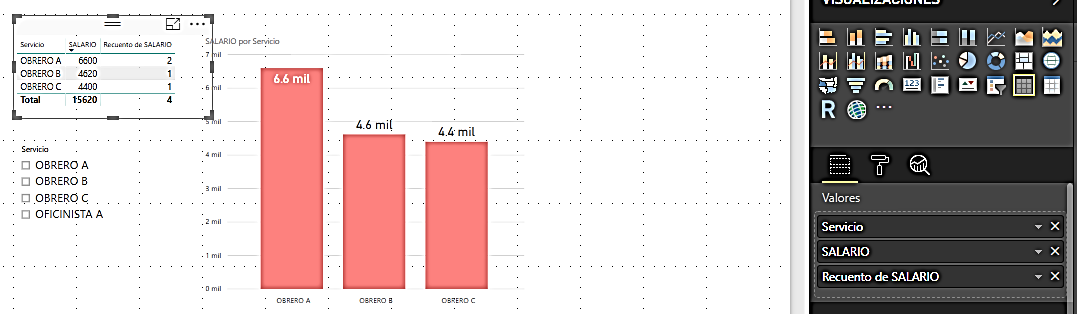 Servicio SALARIO Recuento de SALARIO
OBRERO A 6600 2
OBRERO B 4620 1
OBRERO C 4400 1
Total 15620 4
Servicio
OBRERO A
OBRERO B
OBRERO C
OFICINISTA A
SALARIO por Servicio
7 mil
6 mil
5 mil
4 mil
3 mil
2 mil
1 mil
0 mil
6.6 mil
4.6 mil
4.4 mil
OBRERO A OBRERO B OBRERO C
VISUALIZACIONES
123
R
Valores
Servicio
SALARIO
Recuento de SALARIO